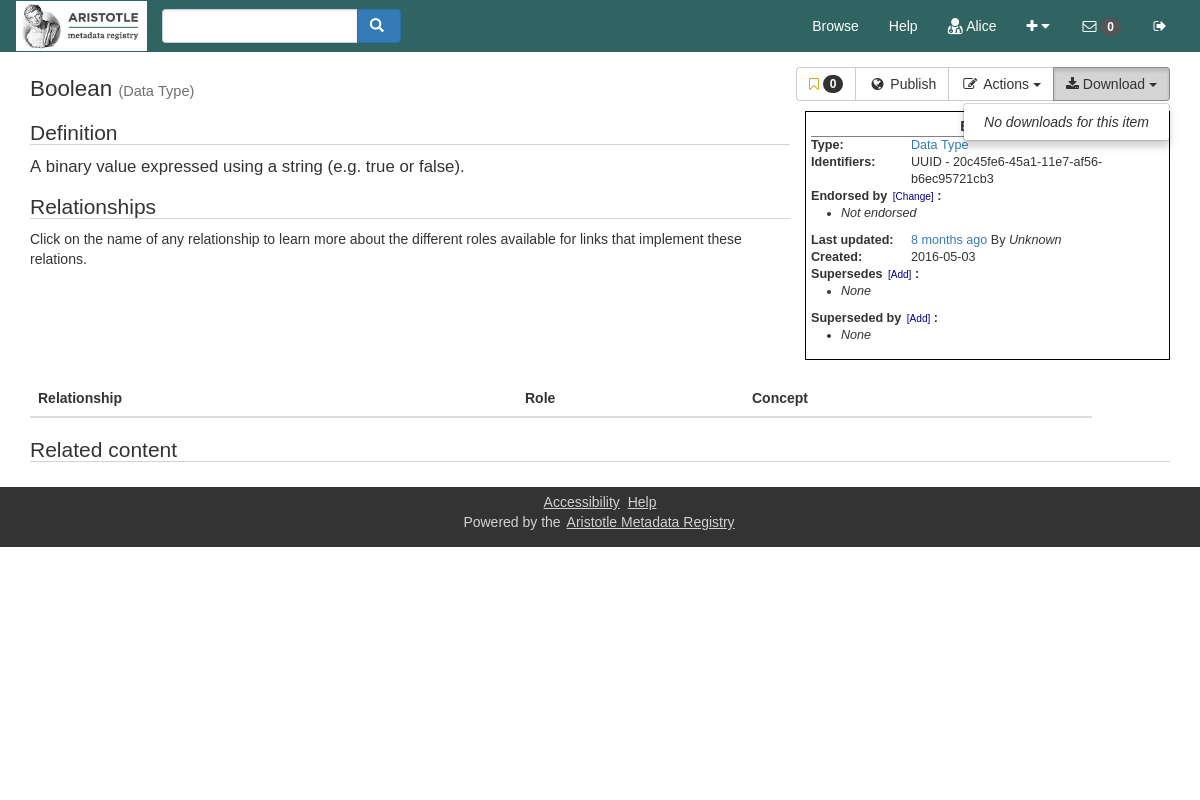 ARISTOTLE
metadata registry
Browse
Help
Alice
0
Boolean (Data Type)
0
Publish
Actions
Download
No downloads for this item
Definition
A binary value expressed using a string (e.g. true or false).
Relationships
Click on the name of any relationship to learn more about the different roles available for links that implement these
relations.
Type: Data Type
Identifiers: UUID - 20c45fe6-45a1-11e7-af56-
b6ec95721cb3
Endorsed by [Change] :
Not endorsed
Last updated: 8 months ago By Unknown
Created: 2016-05-03
Supersedes [Add] :
None
Superseded by [Add] :
None
Relationship Role Concept
Related content
Accessibility Help
Powered by the Aristotle Metadata Registry